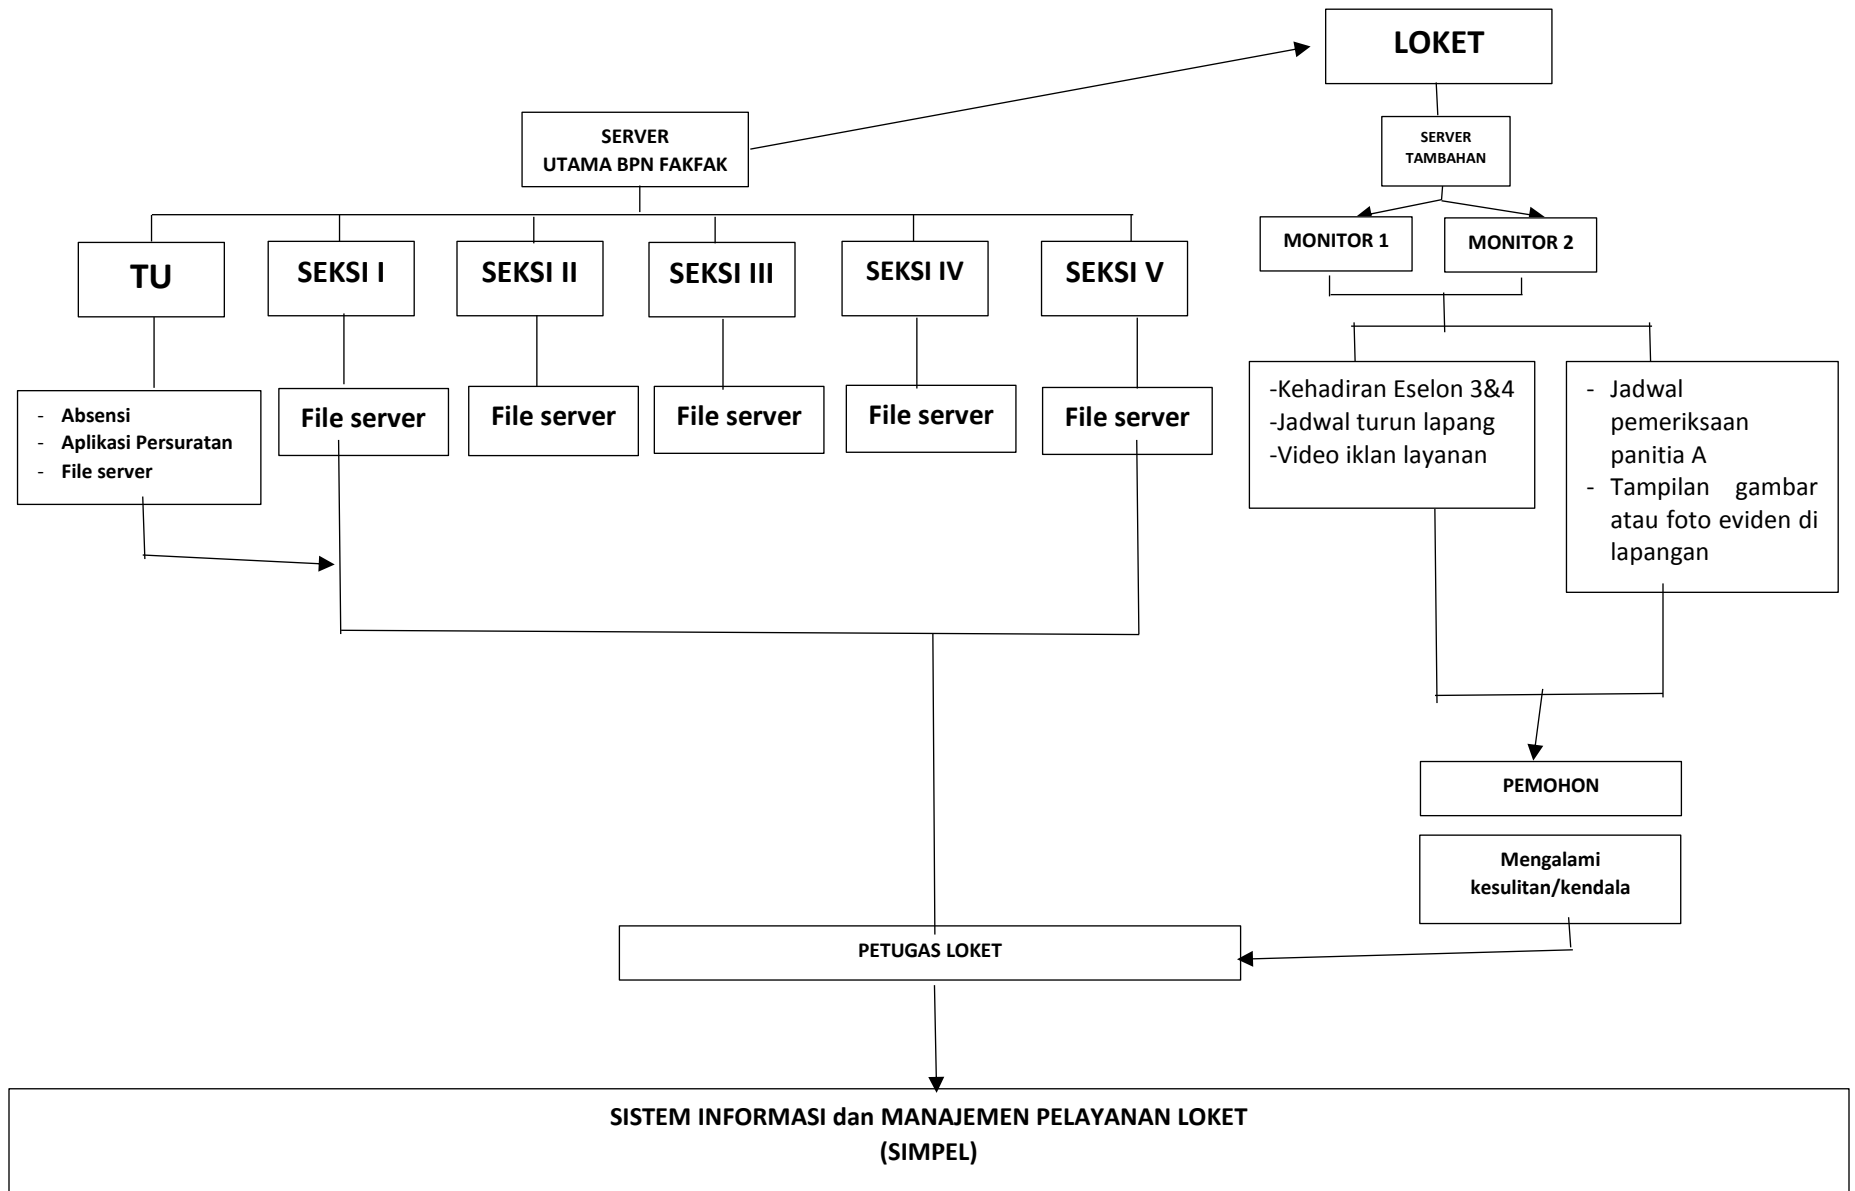 LOKET
SERVER
UTAMA BPN FAKFAK
SERVER
TAMBAHAN
MONITOR 1
MONITOR 2
TU
SEKSI I
SEKSI II
SEKSI III
SEKSI IV
SEKSI V
- Absensi
- Aplikasi Persuratan
- File server
File server
File server
File server
File server
File server
-Kehadiran Eselon 3&4
-Jadwal turun lapang
-Video iklan layanan
- Jadwal
pemeriksaan
panitia A
- Tampilan gambar
atau foto eviden di
lapangan
PEMOHON
Mengalami
kesulitan/kendala
PETUGAS LOKET
SISTEM INFORMASI dan MANAJEMEN PELAYANAN LOKET
(SIMPEL)